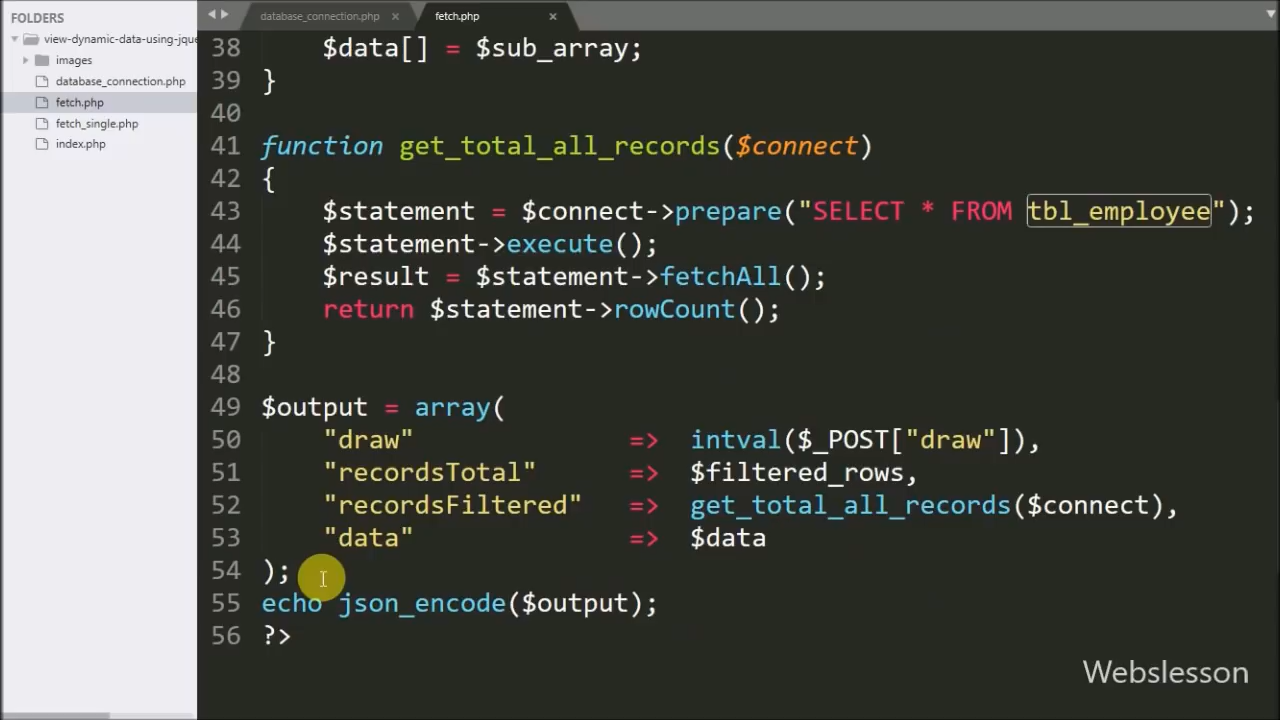 FOLDERS
view-dynamic-data-using-jque
images
database_connection.php
fetch.php
fetch_single.php
index.php
database_connection.php ×
fetch.php ×
38 $data[] = $sub_array;
39 }
40
41 function get_total_all_records($connect)
42 {
43 $statement = $connect->prepare("SELECT * FROM tbl_employee");
44 $statement->execute();
45 $result = $statement->fetchAll();
46 return $statement->rowCount();
47 }
48
49 $output = array(
50 "draw" => intval($_POST["draw"]),
51 "recordsTotal" => $filtered_rows,
52 "recordsFiltered" => get_total_all_records($connect),
53 "data" => $data
54 );
55 echo json_encode($output);
56 ?>
Webslesson